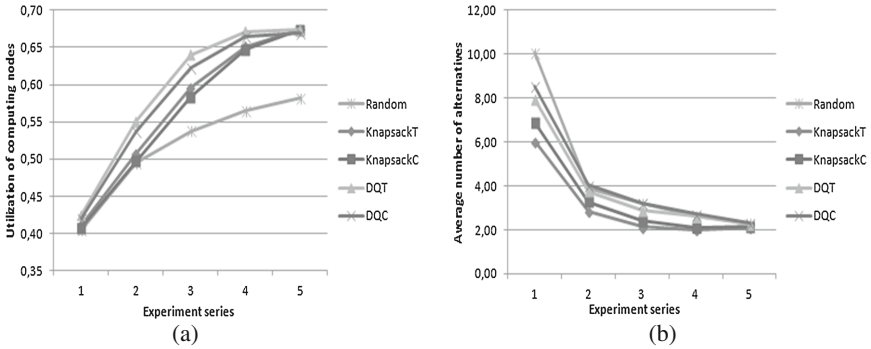 0,70
0,65
0,60
0,55
0,50
0,45
0,40
0,35
Utilization of computing nodes
1 2 3 4 5
Experiment series
Random
KnapsackT
KnapsackC
DQT
DQC
(a)
12,00
10,00
8,00
6,00
4,00
2,00
0,00
Average number of alternatives
1 2 3 4 5
Experiment series
Random
KnapsackT
KnapsackC
DQT
DQC
(b)